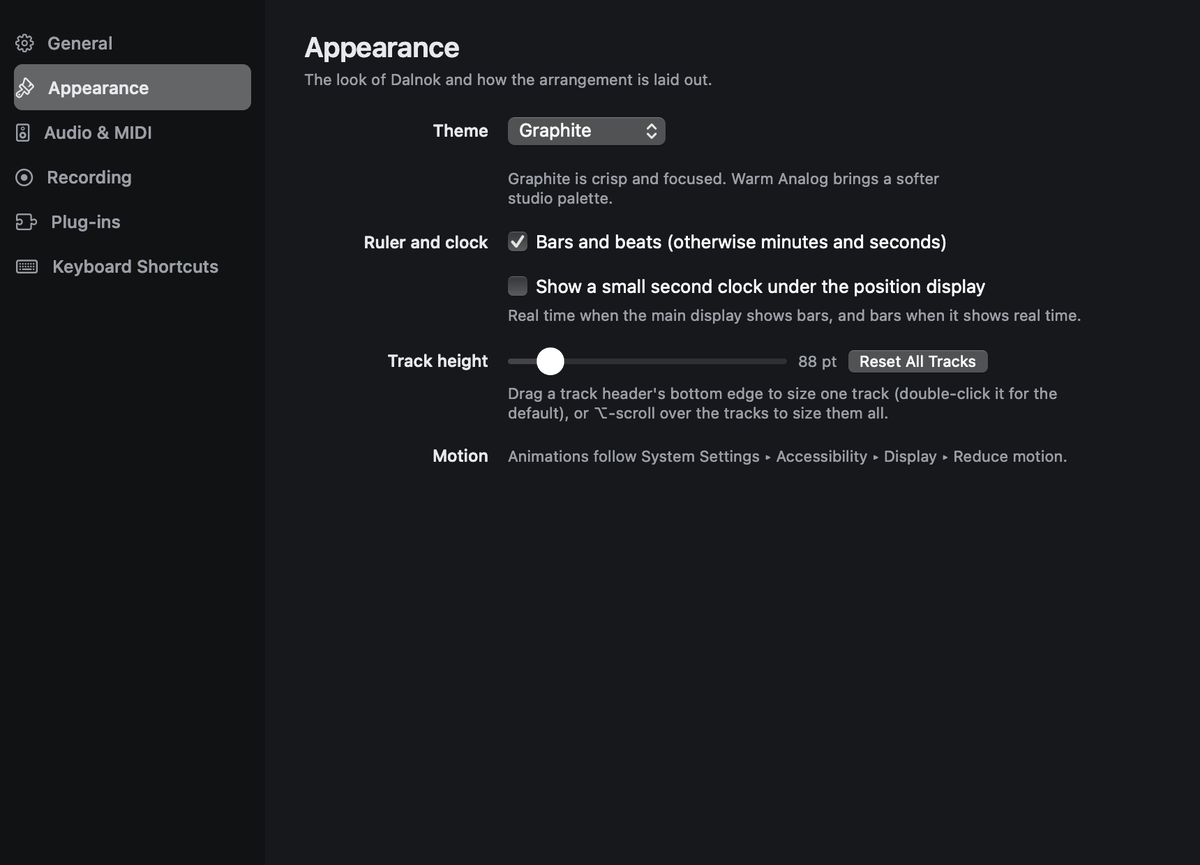 General
Appearance
Audio & MIDI
Recording
Plug-ins
Keyboard Shortcuts
Appearance
The look of Dalnok and how the arrangement is laid out.
Theme Graphite
Graphite is crisp and focused. Warm Analog brings a softer
studio palette.
Ruler and clock Bars and beats (otherwise minutes and seconds)
Show a small second clock under the position display
Real time when the main display shows bars, and bars when it shows real time.
Track height 88 pt Reset All Tracks
Drag a track header's bottom edge to size one track (double-click it for the
default), or ⌥-scroll over the tracks to size them all.
Motion Animations follow System Settings ▸ Accessibility ▸ Display ▸ Reduce motion.